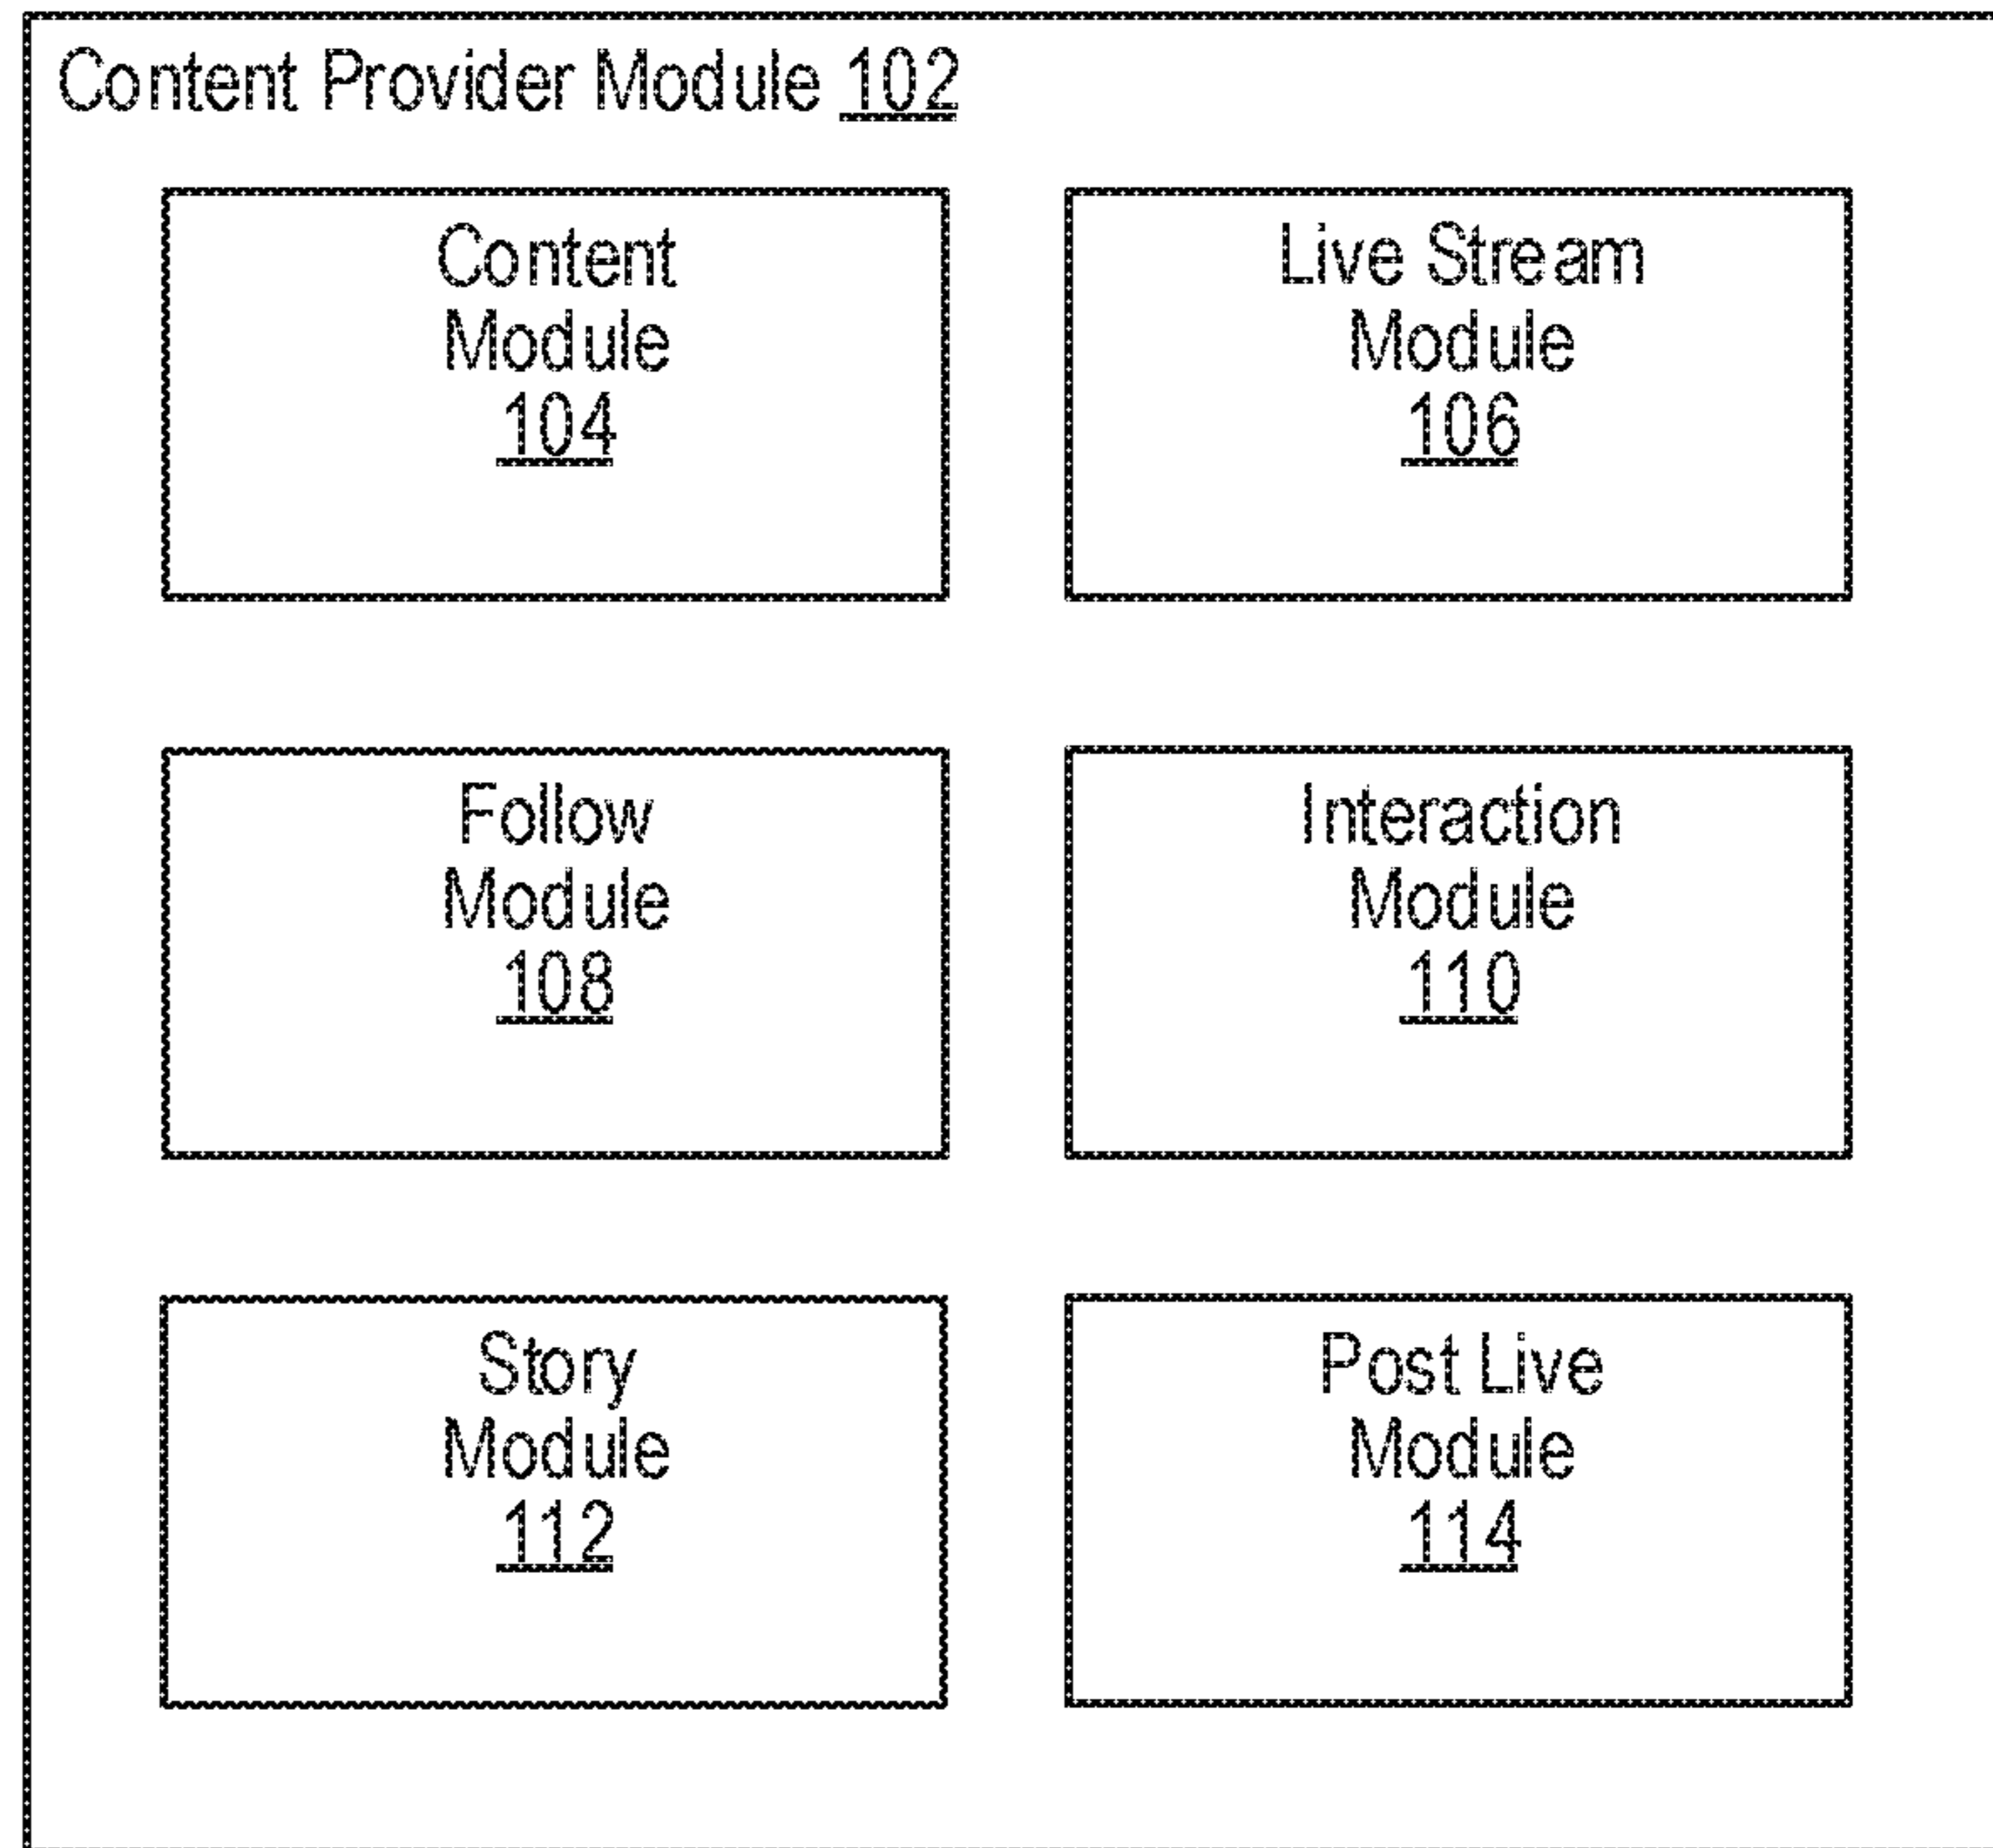 Content Provider Module 102
Content
Module
104
Live Stream
Module
106
Follow
Module
108
Interaction
Module
110
Story
Module
112
Post Live
Module
114